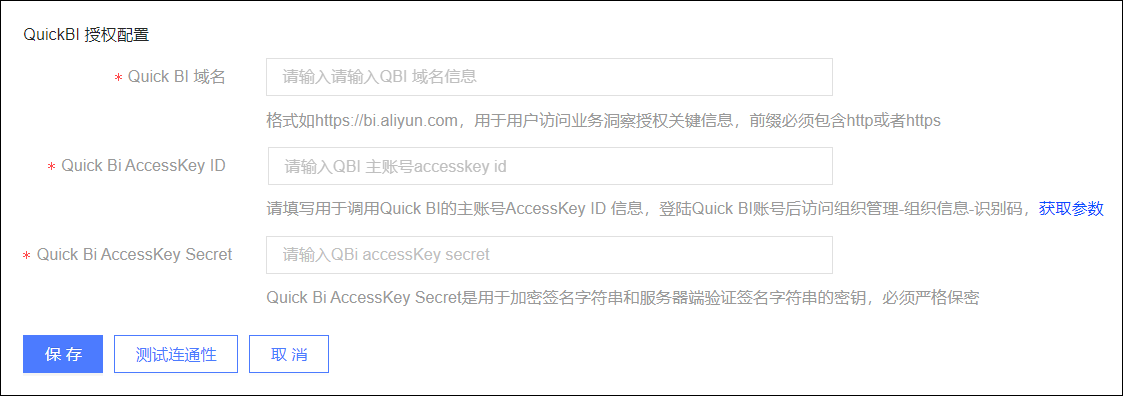 QuickBI 授权配置
* Quick BI 域名 请输入请输入QBI 域名信息
格式如https://bi.aliyun.com，用于用户访问业务洞察授权关键信息，前缀必须包含http或者https
* Quick Bi AccessKey ID 请输入QBI 主账号accesskey id
请填写用于调用Quick BI的主账号AccessKey ID 信息，登陆Quick BI账号后访问组织管理-组织信息-识别码，获取参数
* Quick Bi AccessKey Secret 请输入QBi accessKey secret
Quick Bi AccessKey Secret是用于加密签名字符串和服务器端验证签名字符串的密钥，必须严格保密
保 存 测试连通性 取 消